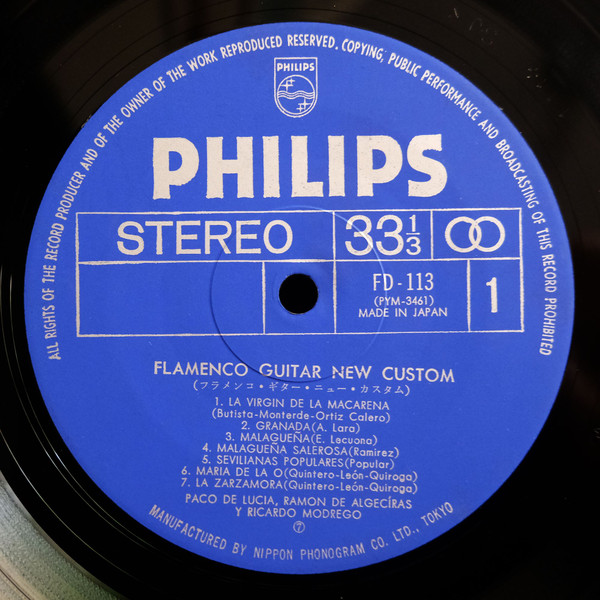 ALL RIGHTS OF THE RECORD PRODUCER AND OF THE OWNER OF THE WORK REPRODUCED RESERVED. COPYING, PUBLIC PERFORMANCE AND BROADCASTING OF THIS RECORD PROHIBITED
PHILIPS
PHILIPS
STEREO
33 1/3
FD-113
(PYM-3461)
MADE IN JAPAN
1
FLAMENCO GUITAR NEW CUSTOM
(フラメンコ・ギター・ニュー・カスタム)
1. LA VIRGIN DE LA MACARENA
(Butista-Monterde-Ortiz Calero)
2. GRANADA(A. Lara)
3. MALAGUEÑA(E. Lecuona)
4. MALAGUEÑA SALEROSA(Ramirez)
5. SEVILIANAS POPULARES(Popular)
6. MARIA DE LA O(Quintero-León-Quiroga)
7. LA ZARZAMORA(Quintero-León-Quiroga)
PACO DE LUCIA, RAMON DE ALGECÍRAS
Y RICARDO MODREGO
⑦
MANUFACTURED BY NIPPON PHONOGRAM CO. LTD., TOKYO